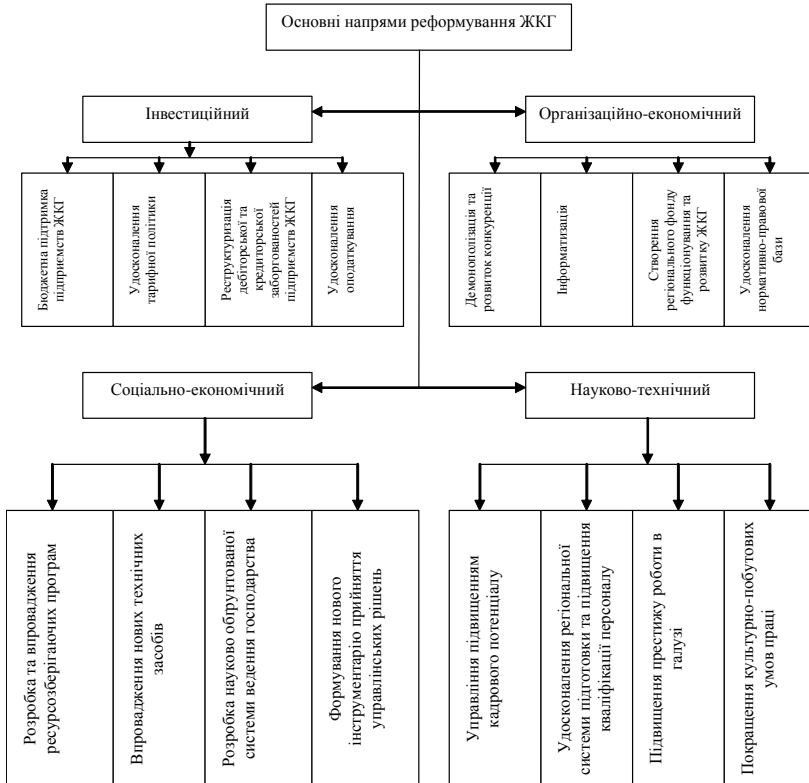 Основні напрями реформування ЖКГ
Інвестиційний
Організаційно-економічний
Бюджетна підтримка
підприємств ЖКГ
Удосконалення
тарифної політики
Реструктуризація
дебіторської та
кредиторської
заборгованостей
підприємств ЖКГ
Удосконалення
оподаткування
Демонополізація та
розвиток конкуренції
Інформатизація
Створення
регіонального фонду
функціонування та
розвитку ЖКГ
Удосконалення
нормативно-правової
бази
Соціально-економічний
Науково-технічний
Розробка та впровадження
ресурсозберігаючих програм
Впровадження нових технічних
засобів
Розробка науково обґрунтованої
системи ведення господарства
Формування нового
інструментарію прийняття
управлінських рішень
Управління підвищенням
кадрового потенціалу
Удосконалення регіональної
системи підготовки та підвищення
кваліфікації персоналу
Підвищення престижу роботи в
галузі
Покращення культурно-побутових
умов праці